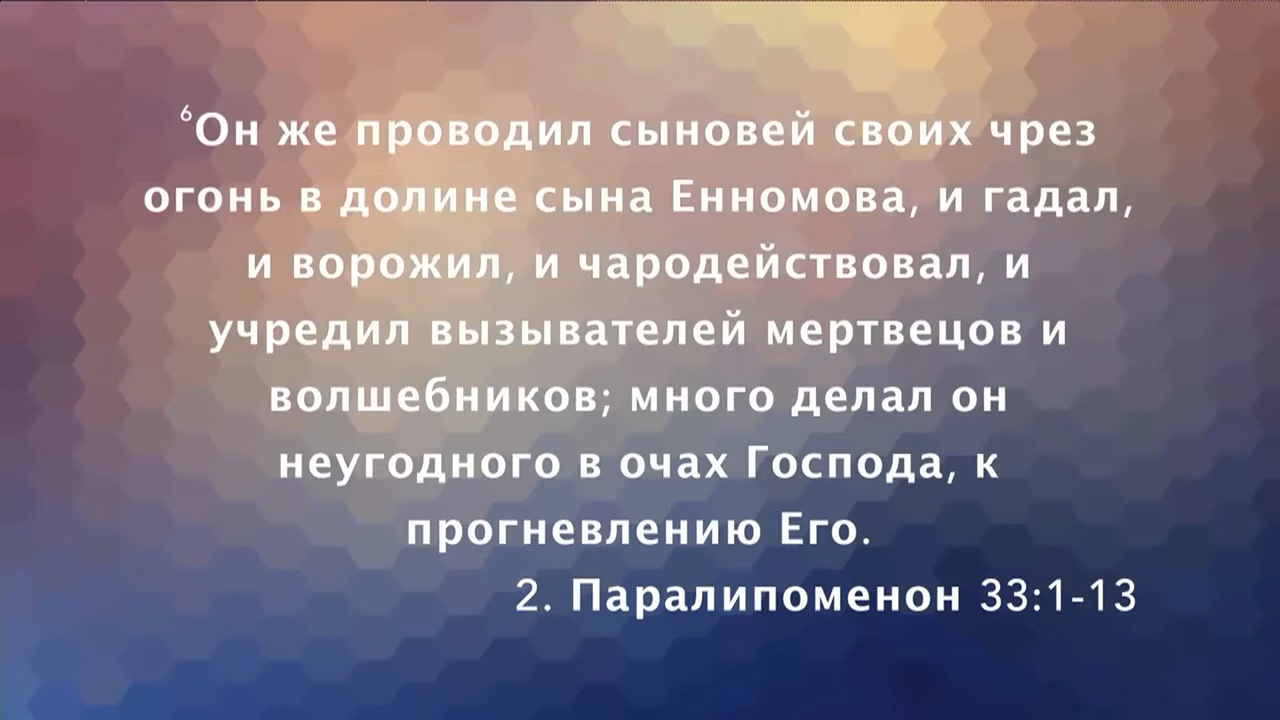 ⁶Он же проводил сыновей своих чрез
огонь в долине сына Енномова, и гадал,
и ворожил, и чародействовал, и
учредил вызывателей мертвецов и
волшебников; много делал он
неугодного в очах Господа, к
прогневлению Его.
2. Паралипоменон 33:1-13